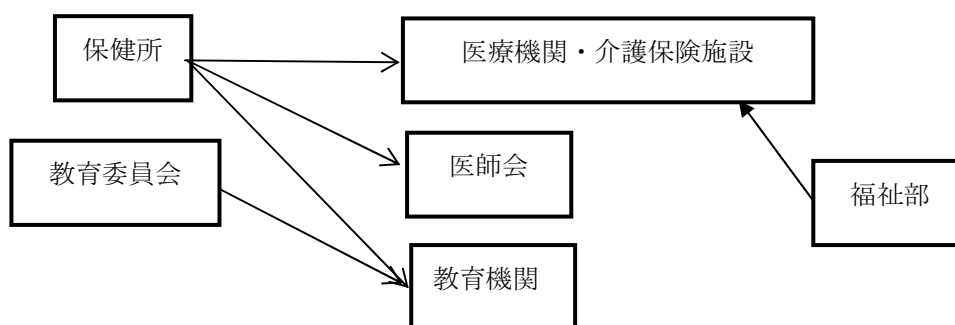 保健所
医療機関・介護保険施設
教育委員会
医師会
福祉部
教育機関